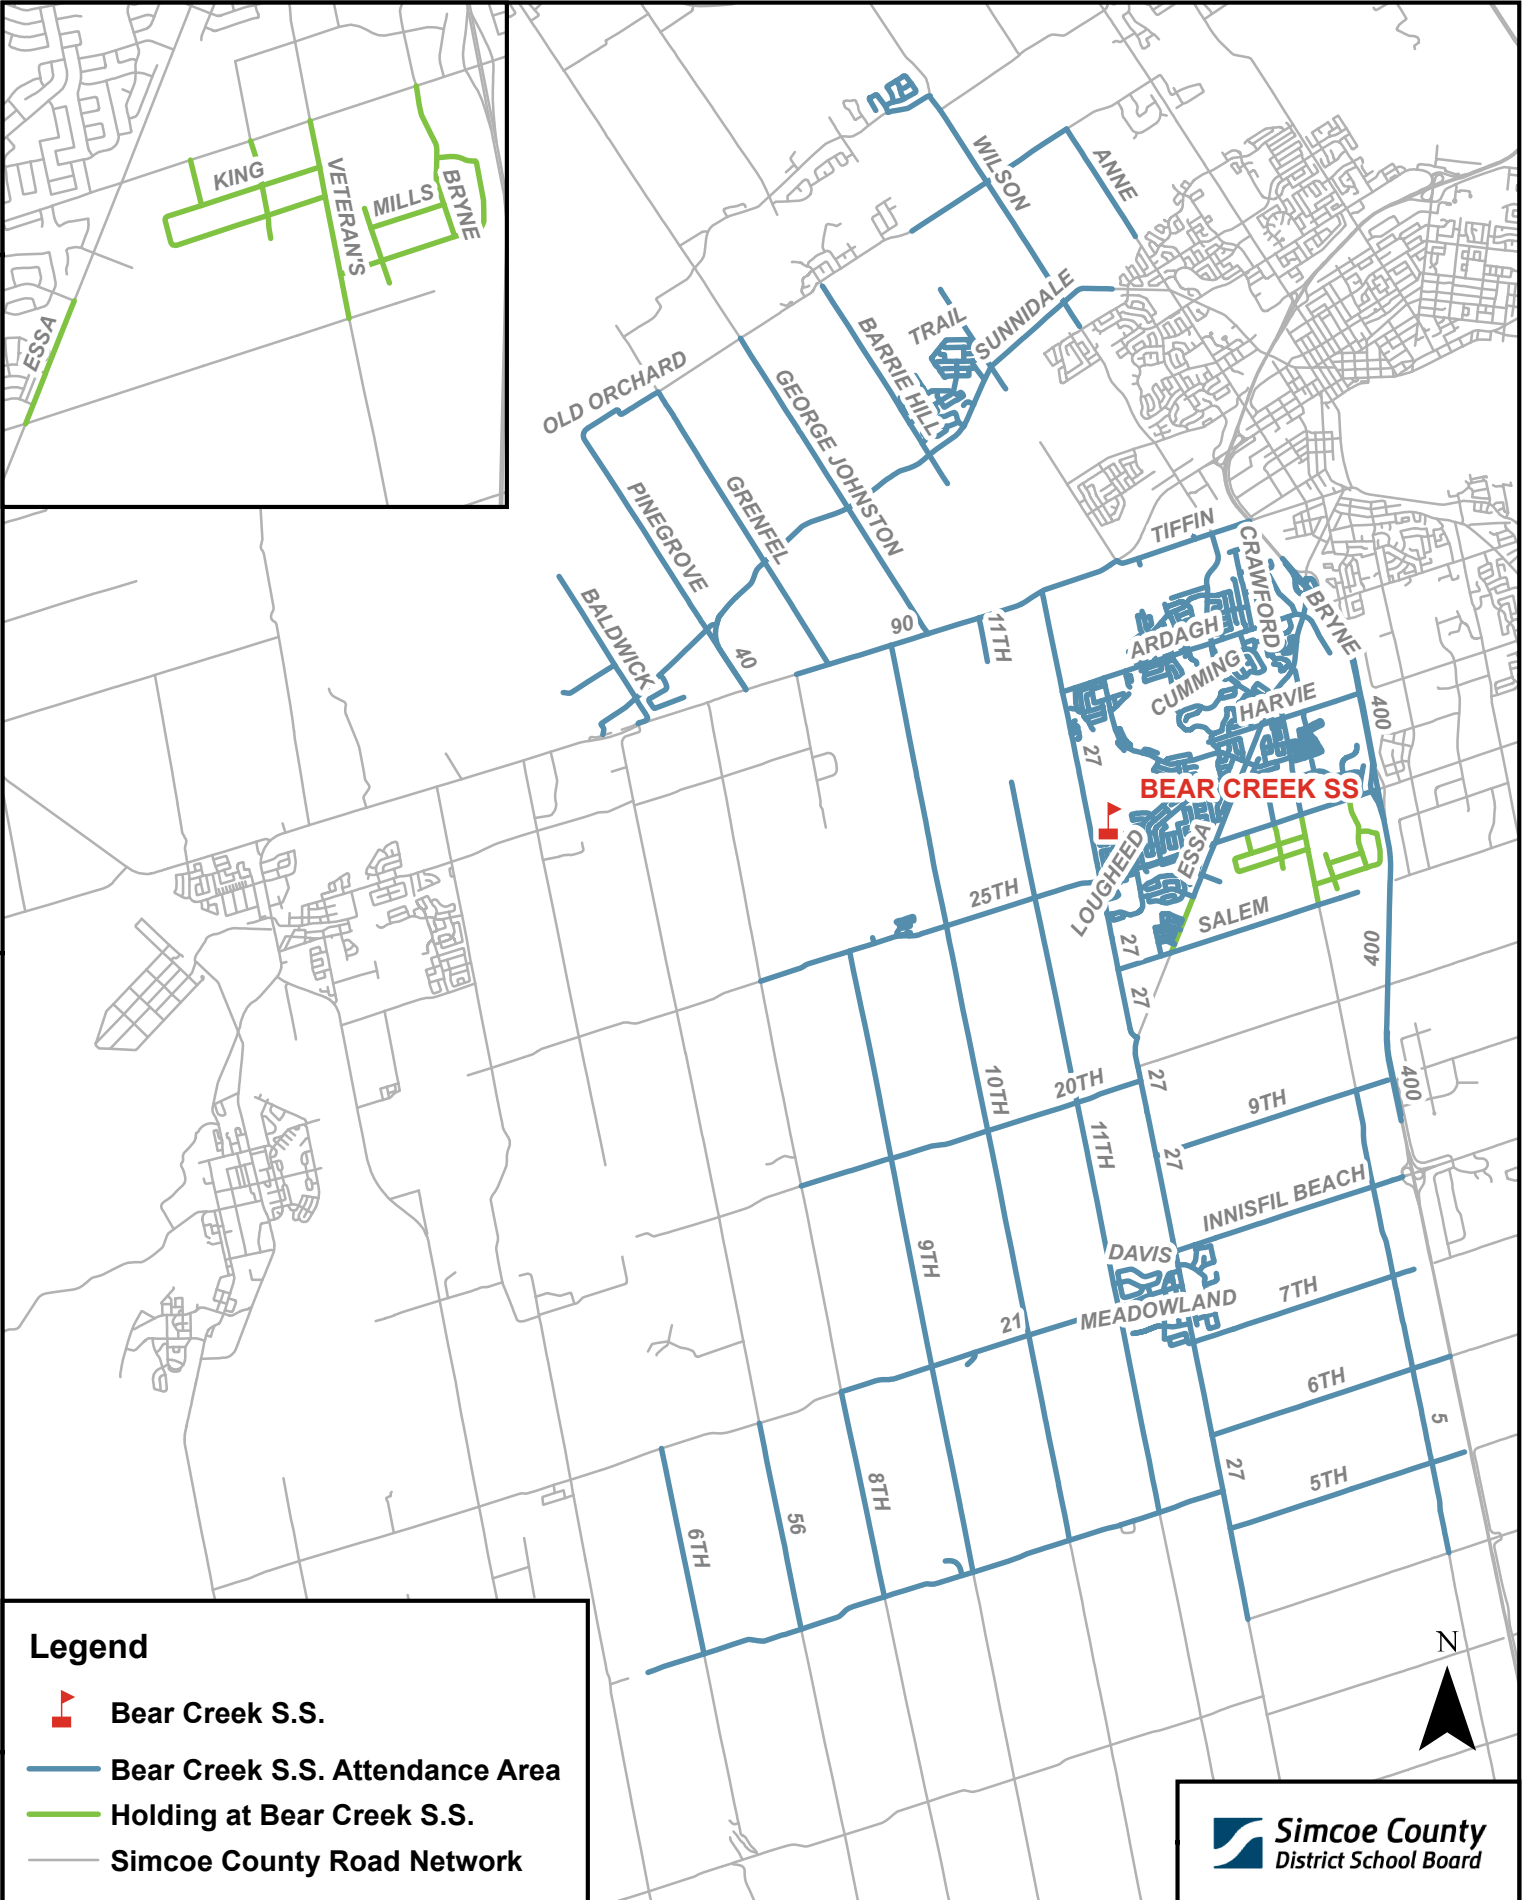 KING
VETERAN'S
MILLS
BRYNE
ESSA
WILSON
ANNE
TRAIL
SUNNIDALE
BARRIE HILL
OLD ORCHARD
GEORGE JOHNSTON
PINEGROVE
GRENFEL
BALDWICK
40
90
11TH
TIFFIN
CRAWFORD
BRYNE
ARDAGH
CUMMING
HARVIE
400
27
BEAR CREEK SS
LOUGHEED
ESSA
25TH
SALEM
27
400
27
10TH
20TH
27
400
9TH
11TH
27
INNISFIL BEACH
9TH
DAVIS
7TH
21
MEADOWLAND
6TH
5
8TH
27
5TH
56
6TH
Legend
Bear Creek S.S.
Bear Creek S.S. Attendance Area
Holding at Bear Creek S.S.
Simcoe County Road Network
N
Simcoe County
District School Board